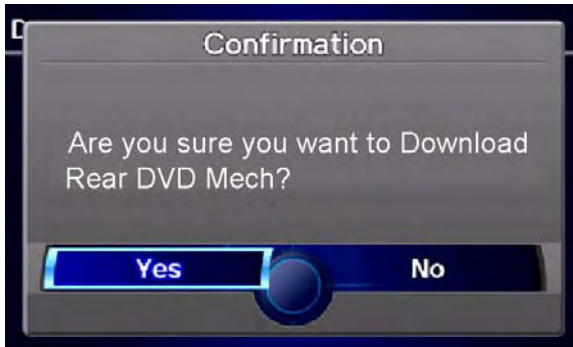 D
Confirmation
Are you sure you want to Download
Rear DVD Mech?
Yes
No